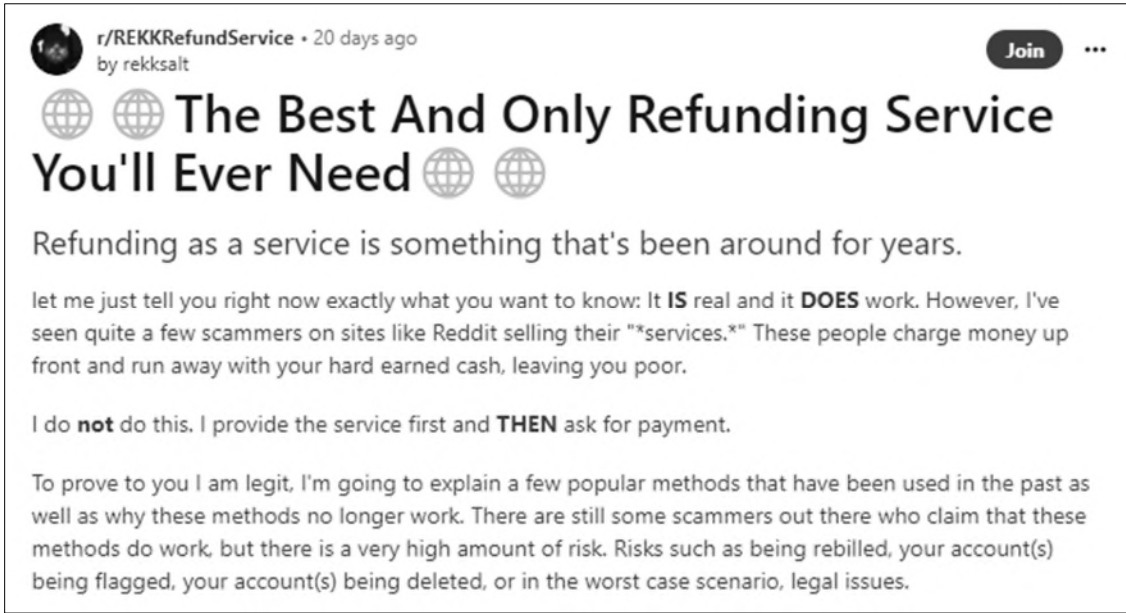 r/REKKRefundService • 20 days ago
by rekksalt
Join
The Best And Only Refunding Service
You'll Ever Need
Refunding as a service is something that's been around for years.
let me just tell you right now exactly what you want to know: It IS real and it DOES work. However, I've
seen quite a few scammers on sites like Reddit selling their "*services.*" These people charge money up
front and run away with your hard earned cash, leaving you poor.
I do not do this. I provide the service first and THEN ask for payment.
To prove to you I am legit, I'm going to explain a few popular methods that have been used in the past as
well as why these methods no longer work. There are still some scammers out there who claim that these
methods do work, but there is a very high amount of risk. Risks such as being rebilled, your account(s)
being flagged, your account(s) being deleted, or in the worst case scenario, legal issues.